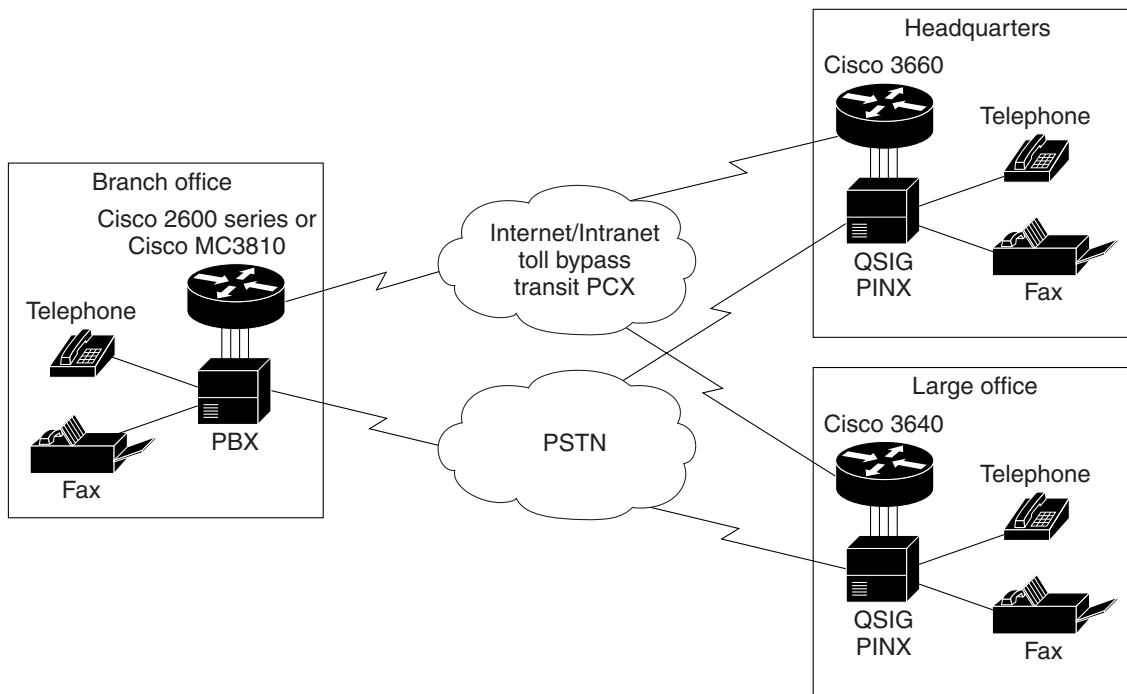 Branch office
Cisco 2600 series or
Cisco MC3810
Telephone
PBX
Fax
Internet/Intranet
toll bypass
transit PCX
PSTN
Headquarters
Cisco 3660
Telephone
QSIG
PINX
Fax
Large office
Cisco 3640
Telephone
QSIG
PINX
Fax